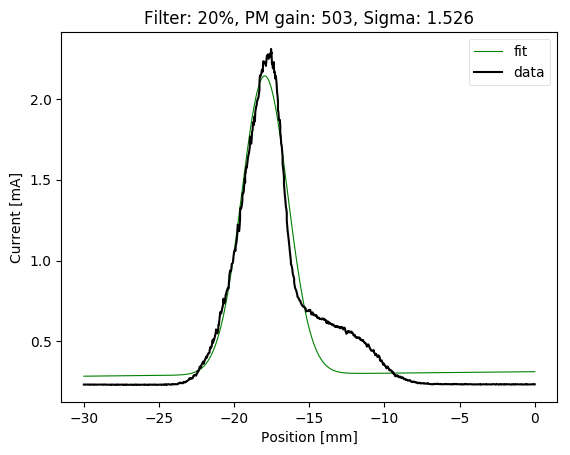 Filter: 20%, PM gain: 503, Sigma: 1.526
fit
data
Current [mA]
2.0
1.5
1.0
0.5
−30
−25
−20
−15
−10
−5
0
Position [mm]